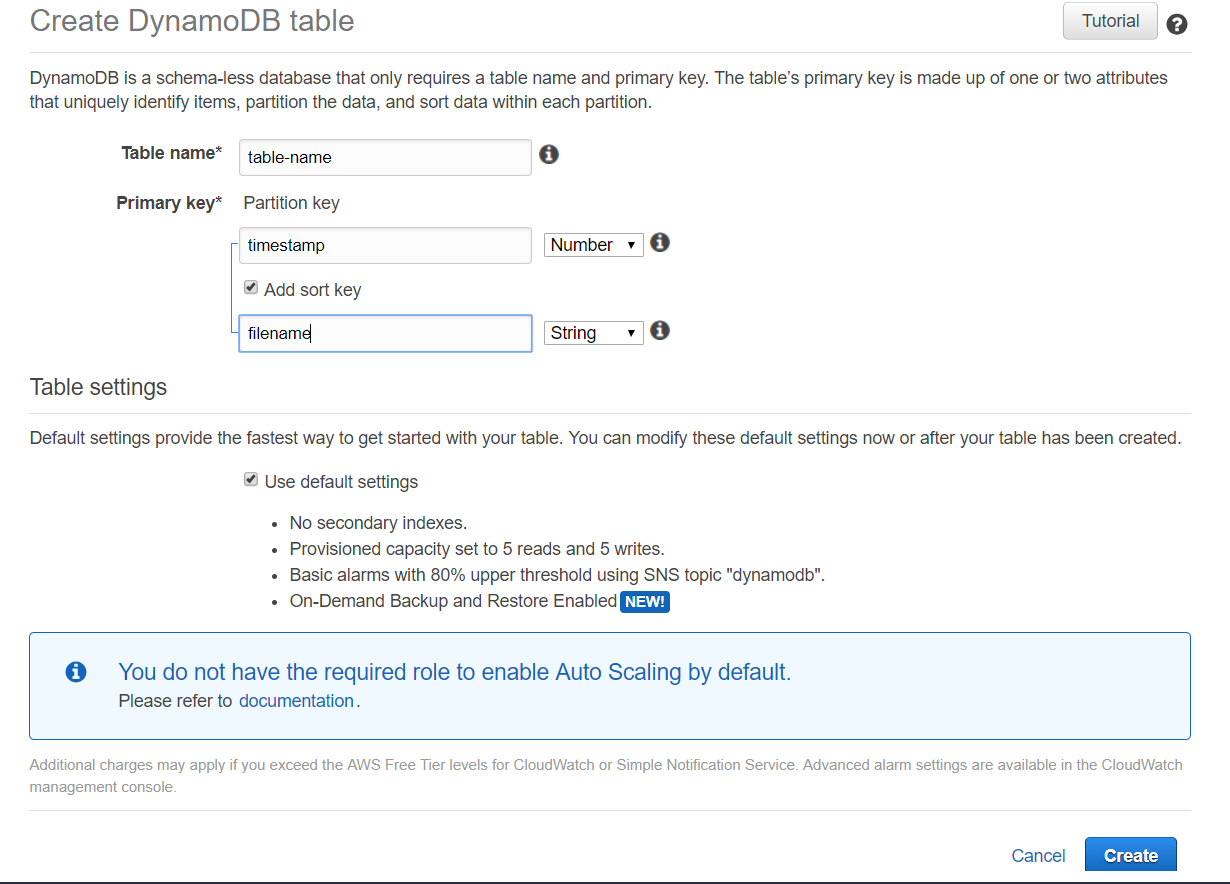 Create DynamoDB table
Tutorial
DynamoDB is a schema-less database that only requires a table name and primary key. The table's primary key is made up of one or two attributes
that uniquely identify items, partition the data, and sort data within each partition.
Table name* table-name
Primary key* Partition key
timestamp Number
Add sort key
filename String
Table settings
Default settings provide the fastest way to get started with your table. You can modify these default settings now or after your table has been created.
Use default settings
• No secondary indexes.
• Provisioned capacity set to 5 reads and 5 writes.
• Basic alarms with 80% upper threshold using SNS topic "dynamodb".
• On-Demand Backup and Restore Enabled NEW!
You do not have the required role to enable Auto Scaling by default.
Please refer to documentation.
Additional charges may apply if you exceed the AWS Free Tier levels for CloudWatch or Simple Notification Service. Advanced alarm settings are available in the CloudWatch
management console.
Cancel Create